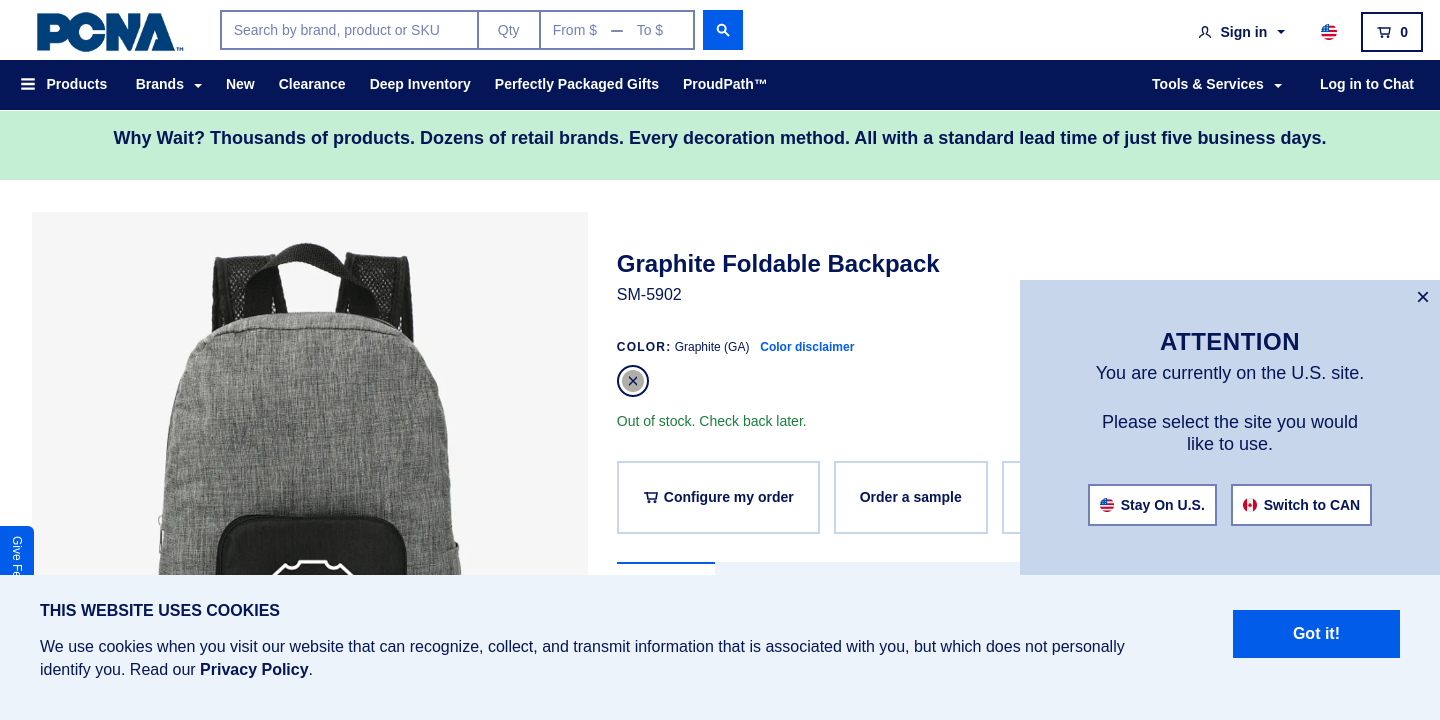 PCNA™
Search by brand, product or SKU
Qty
From $ — To $
Sign in
0
Products
Brands
New
Clearance
Deep Inventory
Perfectly Packaged Gifts
ProudPath™
Tools & Services
Log in to Chat
Why Wait? Thousands of products. Dozens of retail brands. Every decoration method. All with a standard lead time of just five business days.
Graphite Foldable Backpack
SM-5902
COLOR: Graphite (GA) Color disclaimer
Out of stock. Check back later.
Configure my order
Order a sample
ATTENTION
You are currently on the U.S. site.
Please select the site you would
like to use.
Stay On U.S.
Switch to CAN
Give Fe
THIS WEBSITE USES COOKIES
We use cookies when you visit our website that can recognize, collect, and transmit information that is associated with you, but which does not personally
identify you. Read our Privacy Policy.
Got it!